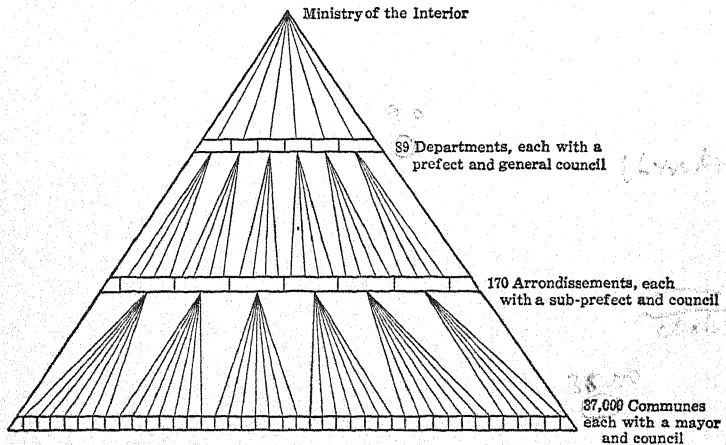 Ministry of the Interior
90
89 Departments, each with a
prefect and general council
170 Arrondissements, each
with a sub-prefect and council
37,000 Communes
each with a mayor
and council